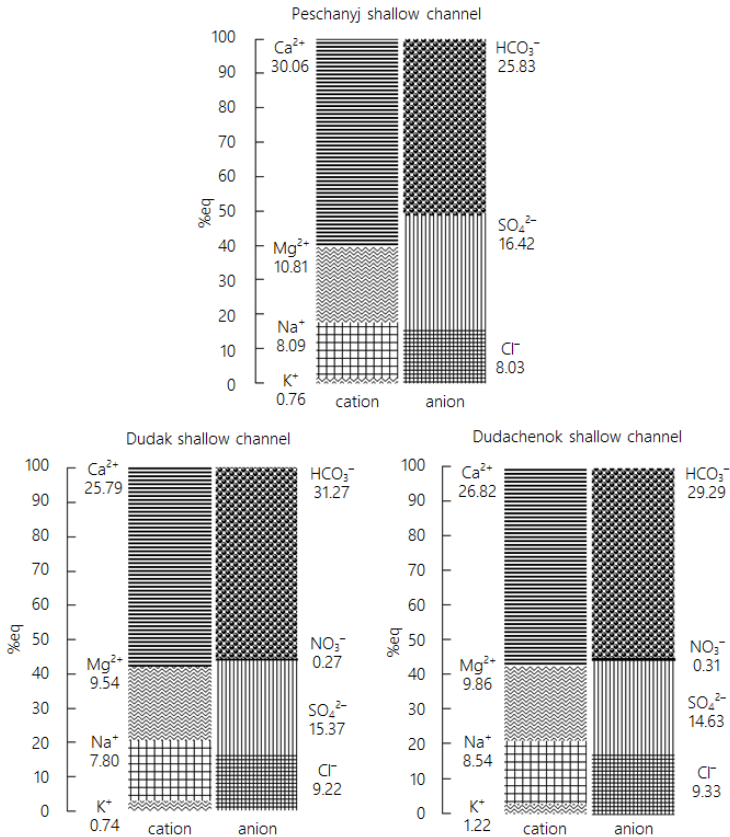 Peschanyj shallow channel
%eq
100
90
80
70
60
50
40
30
20
10
0
Ca²⁺
30.06
Mg²⁺
10.81
Na⁺
8.09
K⁺
0.76
HCO₃⁻
25.83
SO₄²⁻
16.42
Cl⁻
8.03
cation
anion
Dudak shallow channel
%eq
100
90
80
70
60
50
40
30
20
10
0
Ca²⁺
25.79
Mg²⁺
9.54
Na⁺
7.80
K⁺
0.74
HCO₃⁻
31.27
NO₃⁻
0.27
SO₄²⁻
15.37
Cl⁻
9.22
cation
anion
Dudachenok shallow channel
%eq
100
90
80
70
60
50
40
30
20
10
0
Ca²⁺
26.82
Mg²⁺
9.86
Na⁺
8.54
K⁺
1.22
HCO₃⁻
29.29
NO₃⁻
0.31
SO₄²⁻
14.63
Cl⁻
9.33
cation
anion